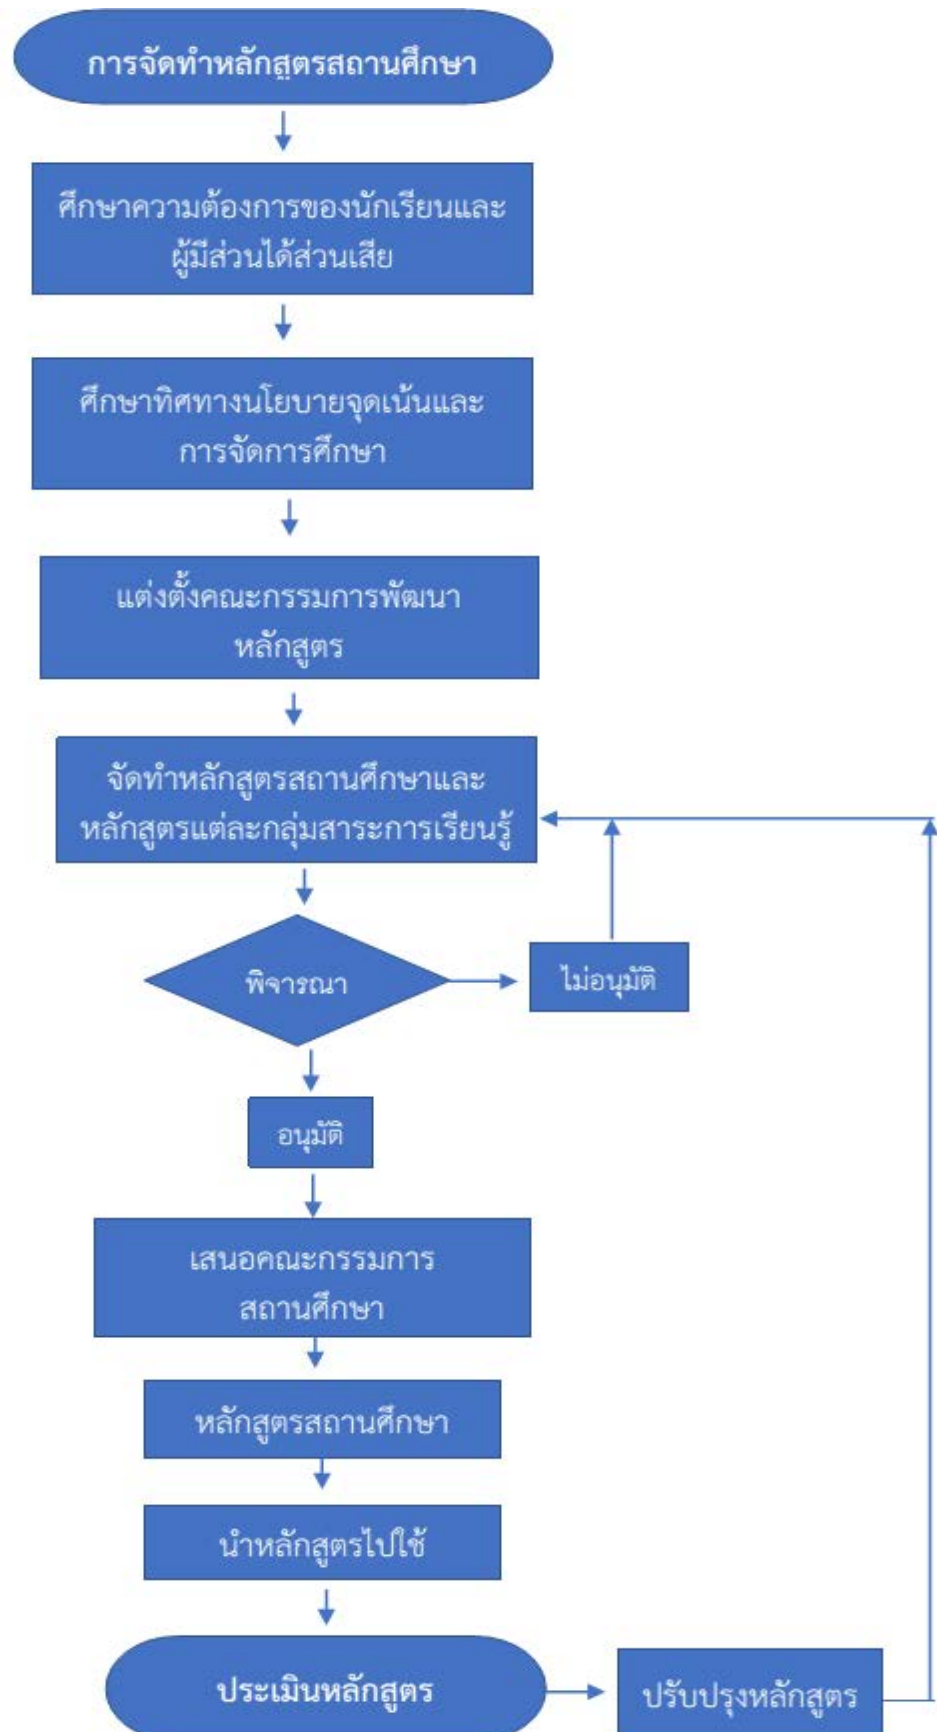 การจัดทำหลักสูตรสถานศึกษา
ศึกษาความต้องการของนักเรียนและ
ผู้มีส่วนได้ส่วนเสีย
ศึกษาทิศทางนโยบายจุดเน้นและ
การจัดการศึกษา
แต่งตั้งคณะกรรมการพัฒนา
หลักสูตร
จัดทำหลักสูตรสถานศึกษาและ
หลักสูตรแต่ละกลุ่มสาระการเรียนรู้
พิจารณา
ไม่อนุมัติ
อนุมัติ
เสนอคณะกรรมการ
สถานศึกษา
หลักสูตรสถานศึกษา
นำหลักสูตรไปใช้
ประเมินหลักสูตร
ปรับปรุงหลักสูตร